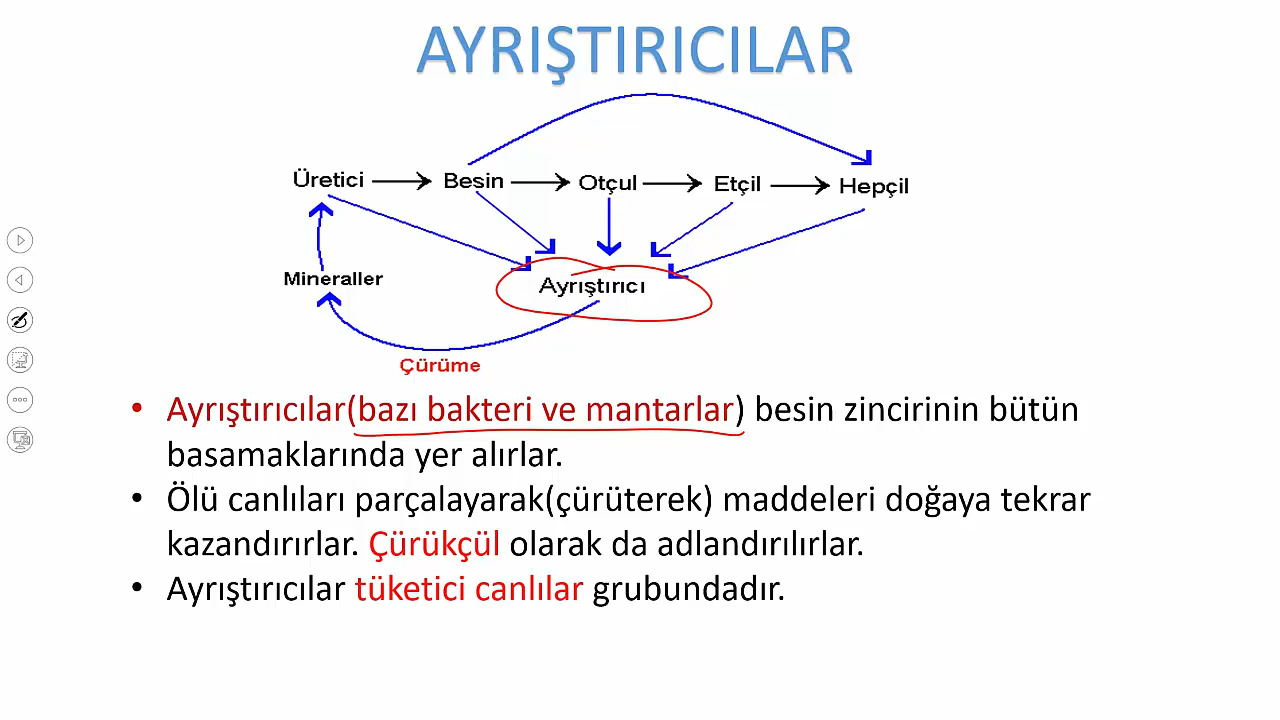 AYRIŞTIRICILAR
Üretici Besin Otçul Etçil Hepçil
Mineraller Ayrıştırıcı
Çürüme
• Ayrıştırıcılar(bazı bakteri ve mantarlar) besin zincirinin bütün
basamaklarında yer alırlar.
• Ölü canlıları parçalayarak(çürüterek) maddeleri doğaya tekrar
kazandırırlar. Çürükçül olarak da adlandırılırlar.
• Ayrıştırıcılar tüketici canlılar grubundadır.